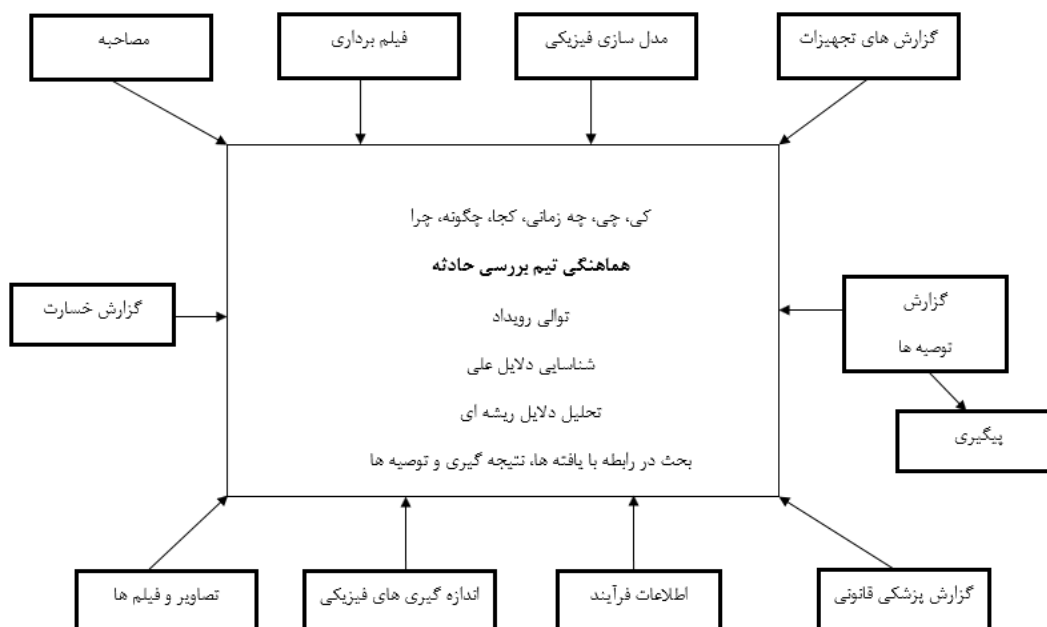 گزارش های تجهیزات
مدل سازی فیزیکی
فیلم برداری
مصاحبه
کی، چی، چه زمانی، کجا، چگونه، چرا
هماهنگی تیم بررسی حادثه
توالی رویداد
شناسایی دلایل علی
تحلیل دلایل ریشه ای
بحث در رابطه با یافته ها، نتیجه گیری و توصیه ها
گزارش
توصیه ها
پیگیری
گزارش خسارت
گزارش پزشکی قانونی
اطلاعات فرآیند
اندازه گیری های فیزیکی
تصاویر و فیلم ها